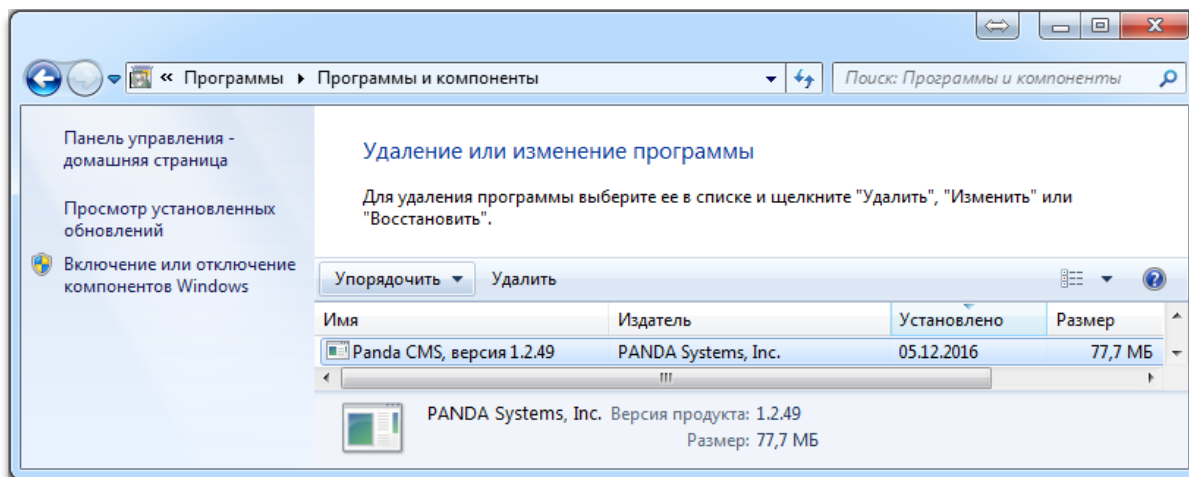 « Программы Программы и компоненты Поиск: Программы и компоненты
Панель управления -
домашняя страница
Просмотр установленных
обновлений
Включение или отключение
компонентов Windows
Удаление или изменение программы
Для удаления программы выберите ее в списке и щелкните "Удалить", "Изменить" или
"Восстановить".
Упорядочить Удалить
Имя Издатель Установлено Размер
Panda CMS, версия 1.2.49 PANDA Systems, Inc. 05.12.2016 77,7 МБ
PANDA Systems, Inc. Версия продукта: 1.2.49
Размер: 77,7 МБ